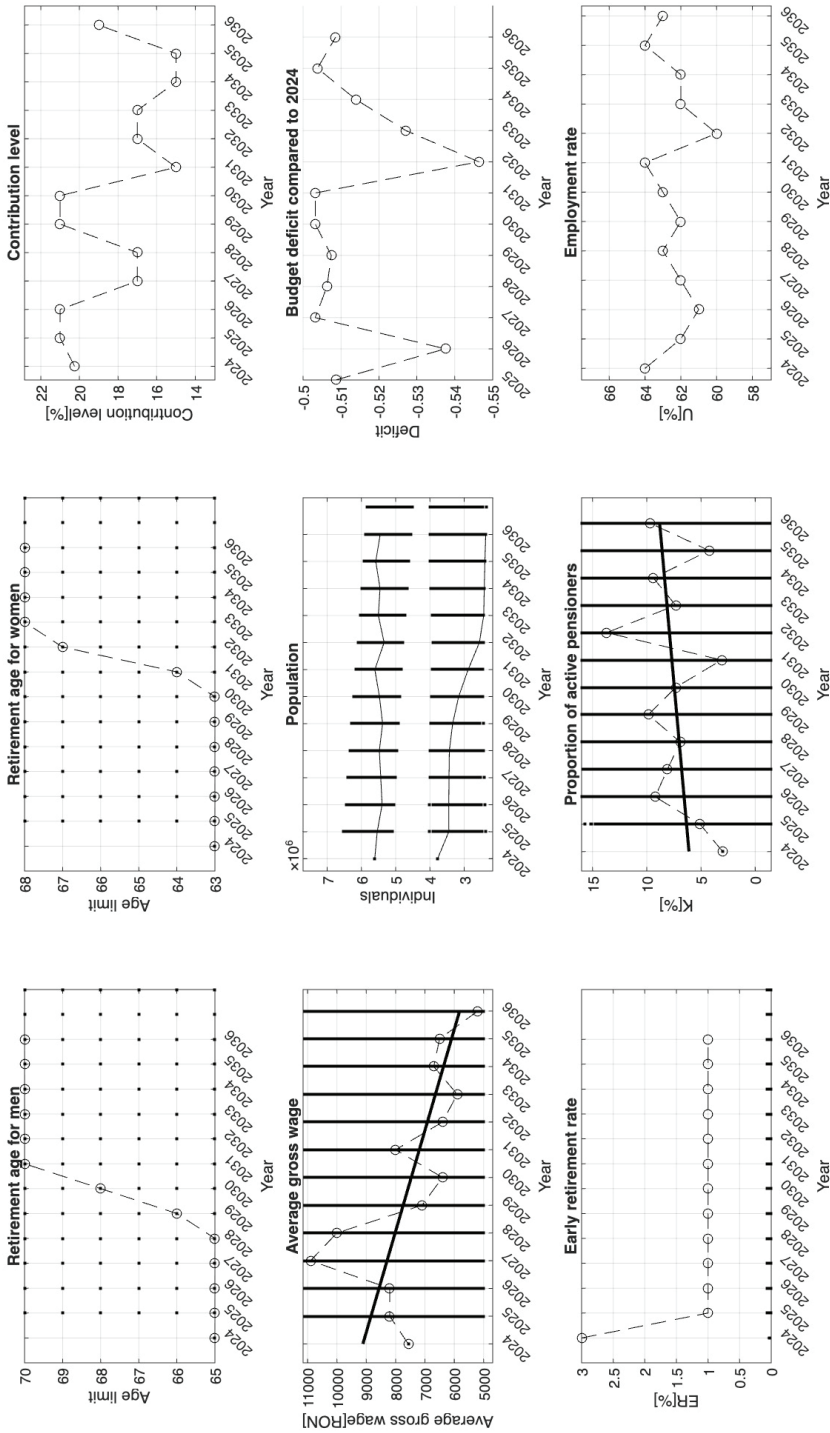 Retirement age for men
Age limit
70
69
68
67
66
65
2024 2025 2026 2027 2028 2029 2030 2031 2032 2033 2034 2035 2036
Year
Retirement age for women
Age limit
68
67
66
65
64
63
2024 2025 2026 2027 2028 2029 2030 2031 2032 2033 2034 2035 2036
Year
Contribution level
Contribution level[%]
22
20
18
16
14
2024 2025 2026 2027 2028 2029 2030 2031 2032 2033 2034 2035 2036
Year
Average gross wage
Average gross wage[RON]
11000
10000
9000
8000
7000
6000
5000
2024 2025 2026 2027 2028 2029 2030 2031 2032 2033 2034 2035 2036
Year
Population
×10⁶
Individuals
7
6
5
4
3
2024 2025 2026 2027 2028 2029 2030 2031 2032 2033 2034 2035 2036
Year
Budget deficit compared to 2024
Deficit
-0.5
-0.51
-0.52
-0.53
-0.54
-0.55
2025 2026 2027 2028 2029 2030 2031 2032 2033 2034 2035 2036
Year
Early retirement rate
ER[%]
3
2.5
2
1.5
1
0.5
0
2024 2025 2026 2027 2028 2029 2030 2031 2032 2033 2034 2035 2036
Year
Proportion of active pensioners
K[%]
15
10
5
0
2024 2025 2026 2027 2028 2029 2030 2031 2032 2033 2034 2035 2036
Year
Employment rate
U[%]
66
64
62
60
58
2024 2025 2026 2027 2028 2029 2030 2031 2032 2033 2034 2035 2036
Year